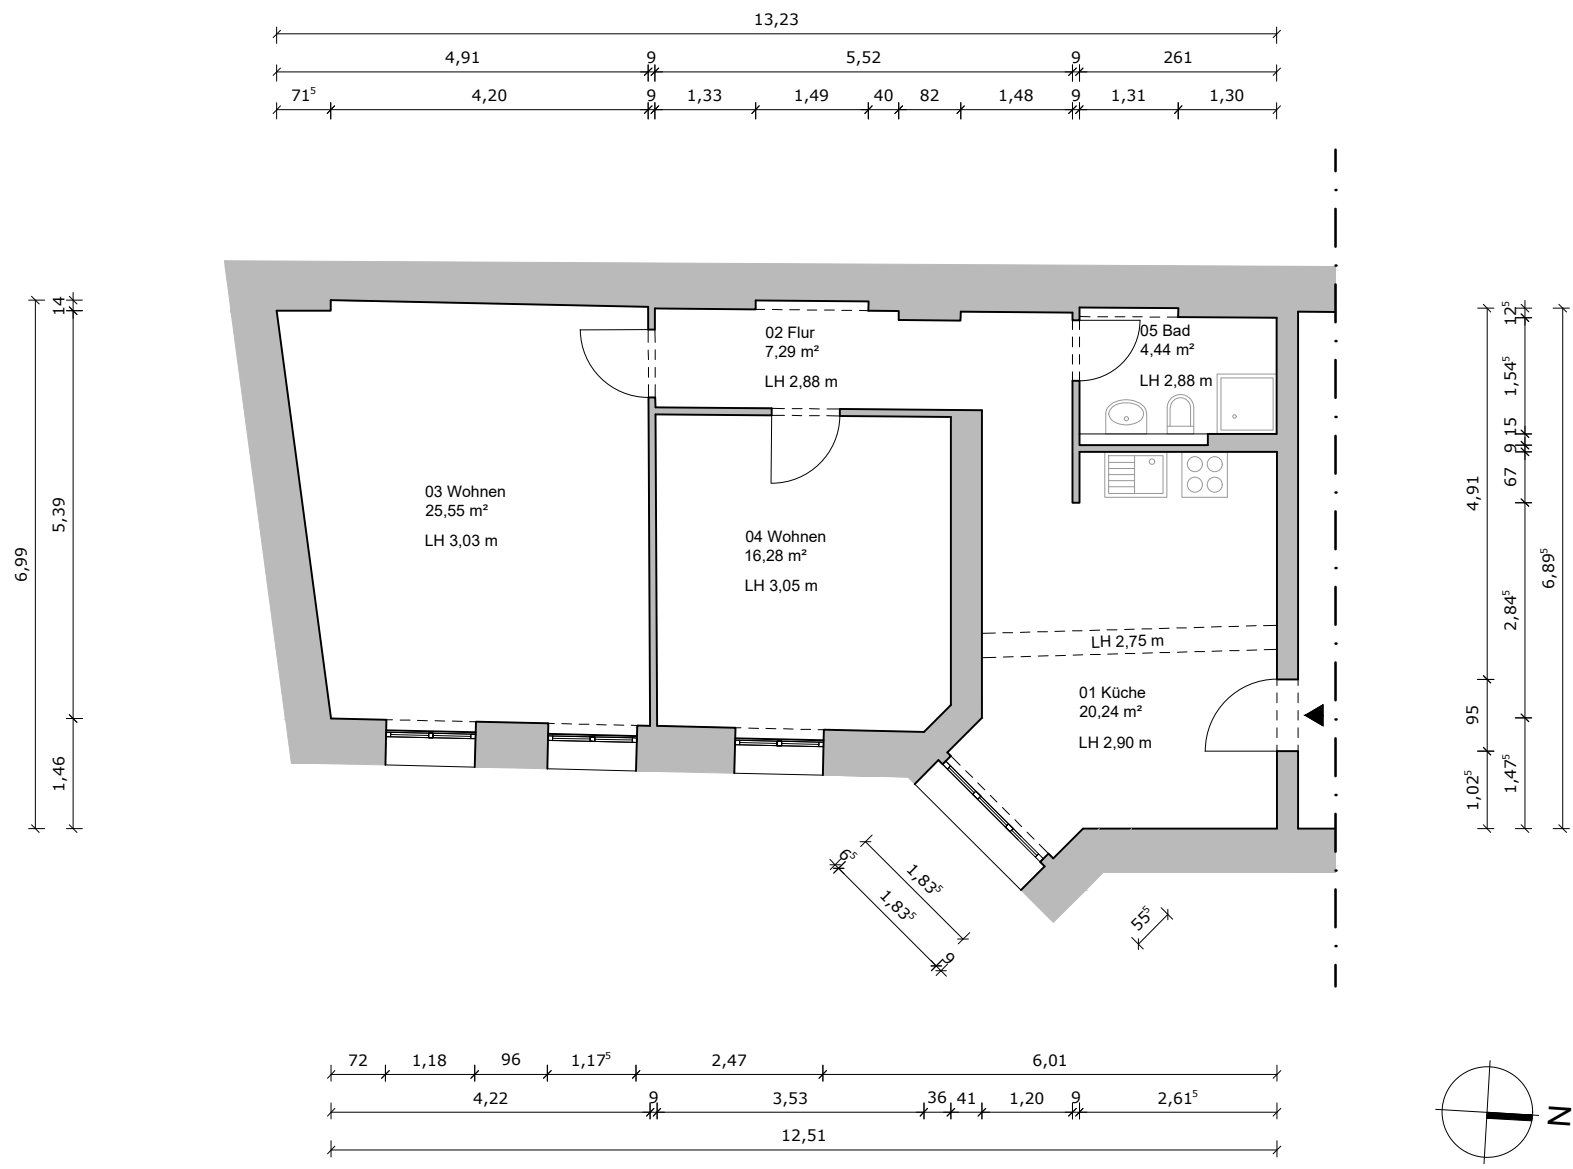 13,23
4,91 9 5,52 9 261
71⁵ 4,20 9 1,33 1,49 40 82 1,48 9 1,31 1,30
02 Flur
7,29 m²
LH 2,88 m
05 Bad
4,44 m²
LH 2,88 m
03 Wohnen
25,55 m²
LH 3,03 m
04 Wohnen
16,28 m²
LH 3,05 m
LH 2,75 m
01 Küche
20,24 m²
LH 2,90 m
6,99
14
5,39
1,46
4,91
95
1,02⁵
12⁵
1,54⁵
15
9
67
2,84⁵
1,47⁵
6,89⁵
6⁵
1,83⁵
1,83⁵
9
55⁵
72 1,18 96 1,17⁵ 2,47 6,01
4,22 9 3,53 36 41 1,20 9 2,61⁵
12,51
N